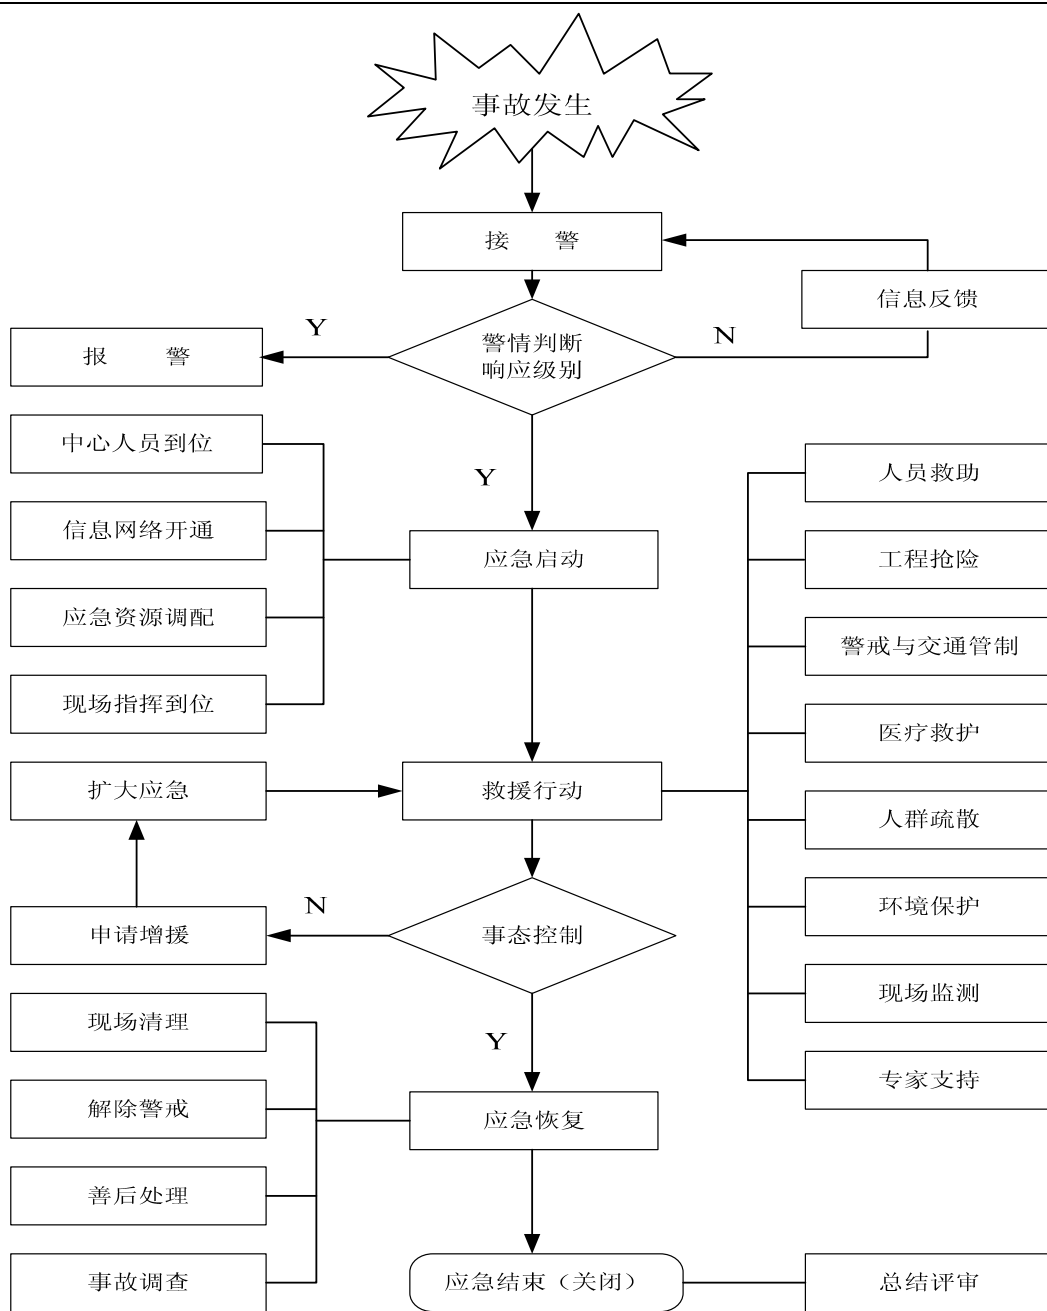 事故发生
接 警
信息反馈
Y
N
警情判断
响应级别
报 警
中心人员到位
Y
人员救助
信息网络开通
应急启动
工程抢险
应急资源调配
警戒与交通管制
现场指挥到位
医疗救护
扩大应急
救援行动
人群疏散
N
申请增援
事态控制
环境保护
现场清理
Y
现场监测
解除警戒
应急恢复
专家支持
善后处理
事故调查
应急结束（关闭）
总结评审